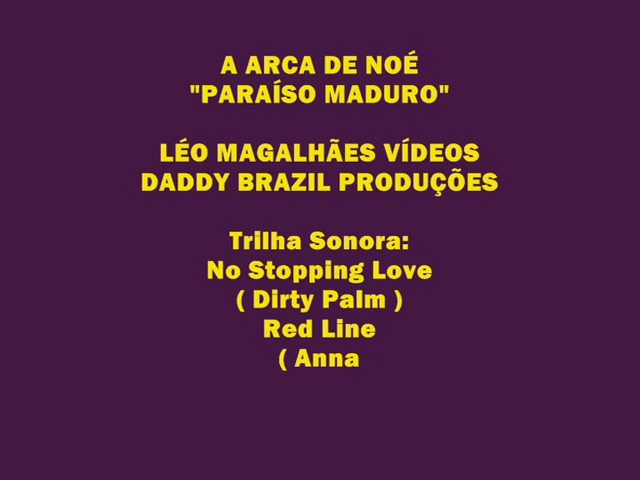 A ARCA DE NOÉ
"PARAÍSO MADURO"
LÉO MAGALHÃES VÍDEOS
DADDY BRAZIL PRODUÇÕES
Trilha Sonora:
No Stopping Love
( Dirty Palm )
Red Line
( Anna